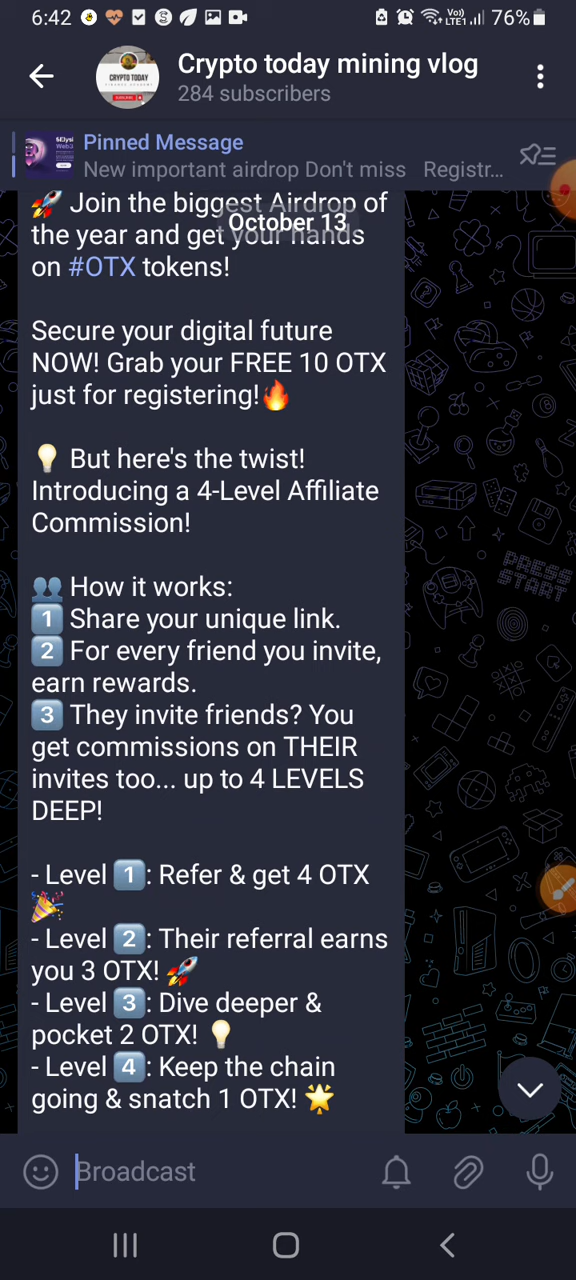 6:42
Vo))
LTE1
76%
Crypto today mining vlog
284 subscribers
CRYPTO TODAY
Pinned Message
New important airdrop Don't miss Registr...
🚀 Join the biggest Airdrop of
October 13
the year and get your hands
on #OTX tokens!
Secure your digital future
NOW! Grab your FREE 10 OTX
just for registering!🔥
💡 But here's the twist!
Introducing a 4-Level Affiliate
Commission!
👥 How it works:
1️⃣ Share your unique link.
2️⃣ For every friend you invite,
earn rewards.
3️⃣ They invite friends? You
get commissions on THEIR
invites too... up to 4 LEVELS
DEEP!
- Level 1️⃣: Refer & get 4 OTX
🎉
- Level 2️⃣: Their referral earns
you 3 OTX! 🚀
- Level 3️⃣: Dive deeper &
pocket 2 OTX! 💡
- Level 4️⃣: Keep the chain
going & snatch 1 OTX! 🌟
PRESS
START
Broadcast